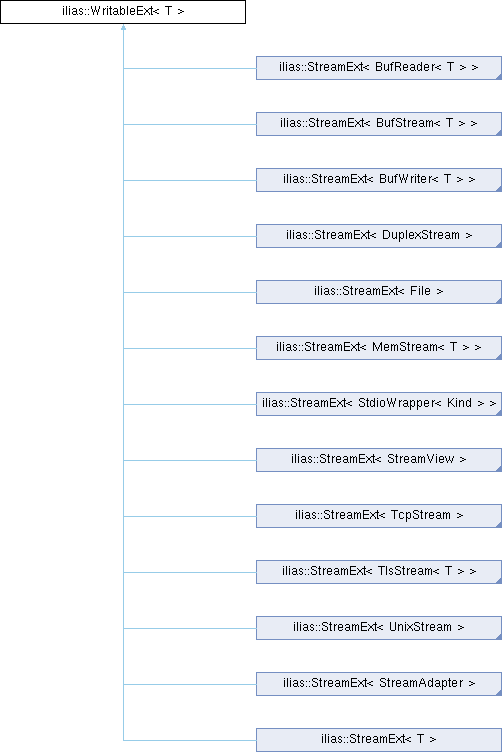 ilias::WritableExt< T >
ilias::StreamExt< BufReader< T > >
ilias::StreamExt< BufStream< T > >
ilias::StreamExt< BufWriter< T > >
ilias::StreamExt< DuplexStream >
ilias::StreamExt< File >
ilias::StreamExt< MemStream< T > >
ilias::StreamExt< StdioWrapper< Kind > >
ilias::StreamExt< StreamView >
ilias::StreamExt< TcpStream >
ilias::StreamExt< TlsStream< T > >
ilias::StreamExt< UnixStream >
ilias::StreamExt< StreamAdapter >
ilias::StreamExt< T >